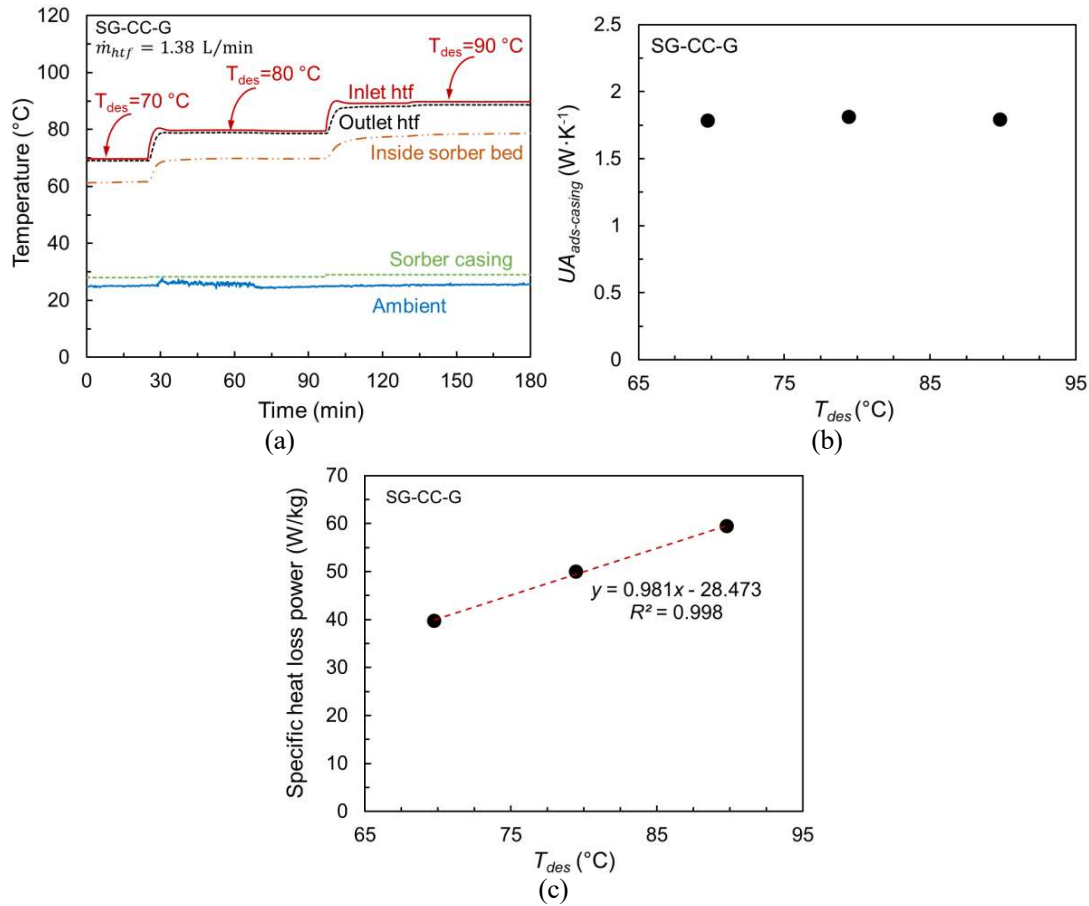 SG-CC-G
ṁhtf = 1.38 L/min
Tdes=70 °C
Tdes=80 °C
Tdes=90 °C
Inlet htf
Outlet htf
Inside sorber bed
Sorber casing
Ambient
Temperature (°C)
120
100
80
60
40
20
0
0 30 60 90 120 150 180
Time (min)
(a)
SG-CC-G
UAads-casing (W·K-1)
2.5
2
1.5
1
0.5
0
65 75 85 95
Tdes (°C)
(b)
SG-CC-G
Specific heat loss power (W/kg)
70
60
50
40
30
20
10
0
y = 0.981x - 28.473
R² = 0.998
65 75 85 95
Tdes (°C)
(c)